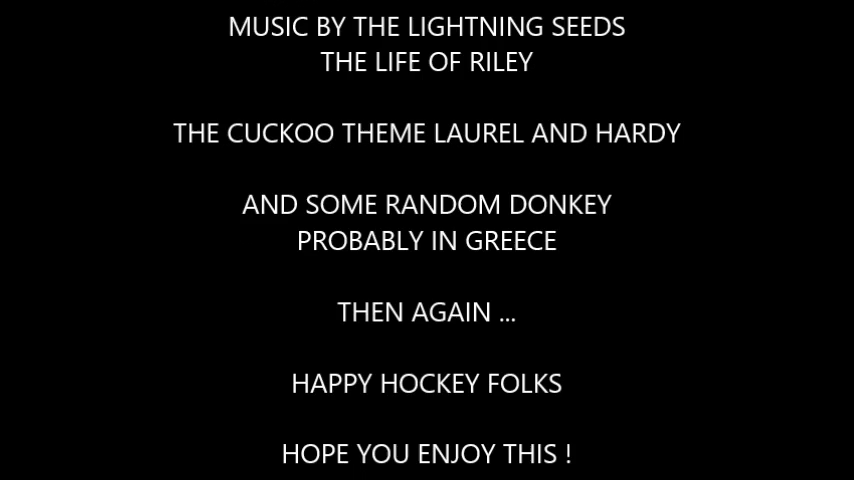 MUSIC BY THE LIGHTNING SEEDS
THE LIFE OF RILEY
THE CUCKOO THEME LAUREL AND HARDY
AND SOME RANDOM DONKEY
PROBABLY IN GREECE
THEN AGAIN ...
HAPPY HOCKEY FOLKS
HOPE YOU ENJOY THIS !